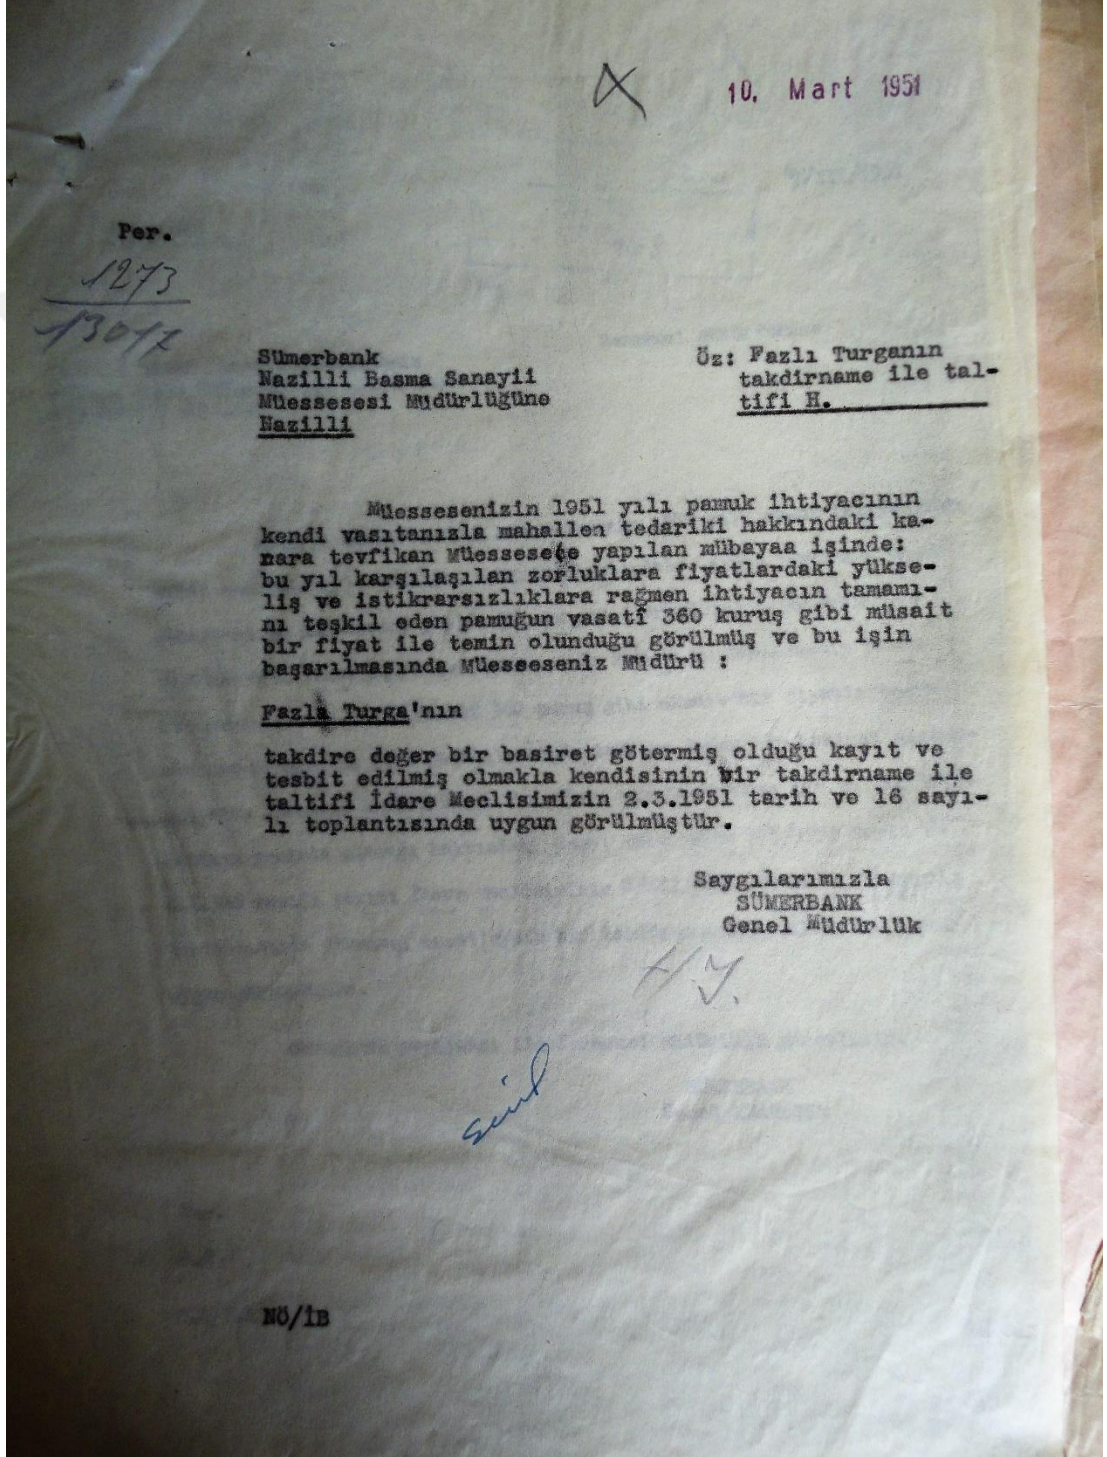 10. Mart 1951
Per.
1273
13017
Sümerbank
Nazilli Basma Sanayii
Müessesesi Müdürlüğüne
Nazilli
Öz: Fazlı Turganın
takdirname ile tal-
tifi H.
Müessesenizin 1951 yılı pamuk ihtiyacının
kendi vasıtanızla mahallen tedariki hakkındaki ka-
rara tevfikan Müessesece yapılan mübayaa işinde:
bu yıl karşılaşılan zorluklara fiyatlardaki yükse-
liş ve istikrarsızlıklara rağmen ihtiyacın tamamı-
nı teşkil eden pamuğun vasatî 360 kuruş gibi müsait
bir fiyat ile temin olunduğu görülmüş ve bu işin
başarılmasında Müesseseniz Müdürü :
Fazlı Turga'nın
takdire değer bir basiret götermiş olduğu kayıt ve
tesbit edilmiş olmakla kendisinin bir takdirname ile
taltifi İdare Meclisimizin 2.3.1951 tarih ve 16 sayı-
lı toplantısında uygun görülmüştür.
Saygılarımızla
SÜMERBANK
Genel Müdürlük
NÖ/İB